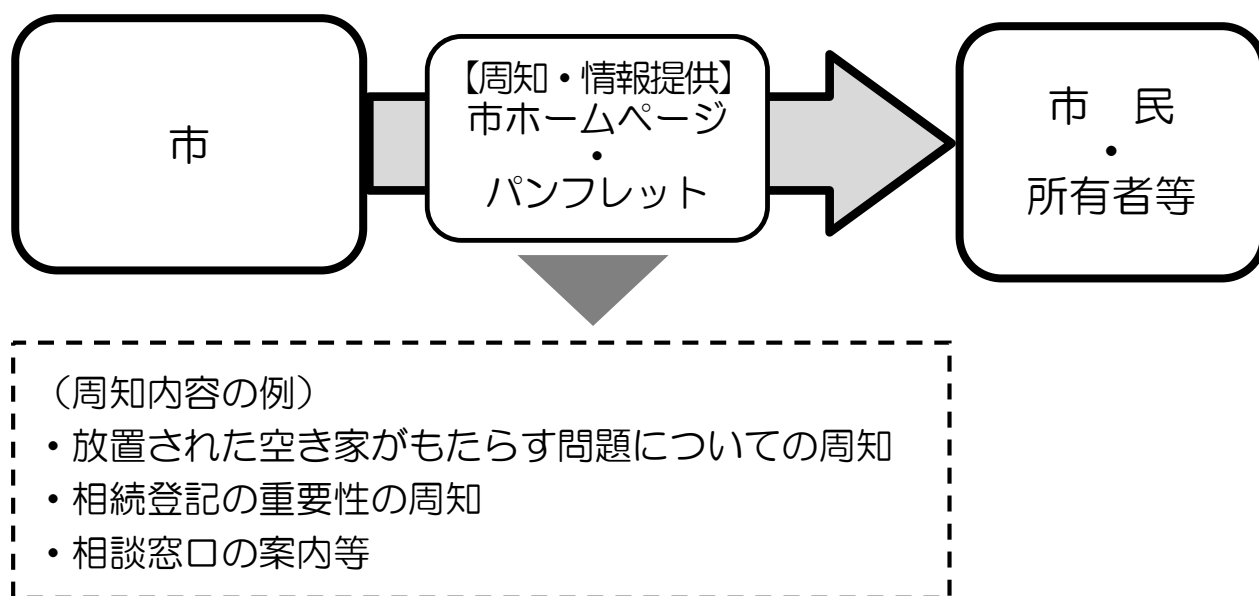 市
【周知・情報提供】
市ホームページ
・
パンフレット
市　民
・
所有者等
（周知内容の例）
・放置された空き家がもたらす問題についての周知
・相続登記の重要性の周知
・相談窓口の案内等